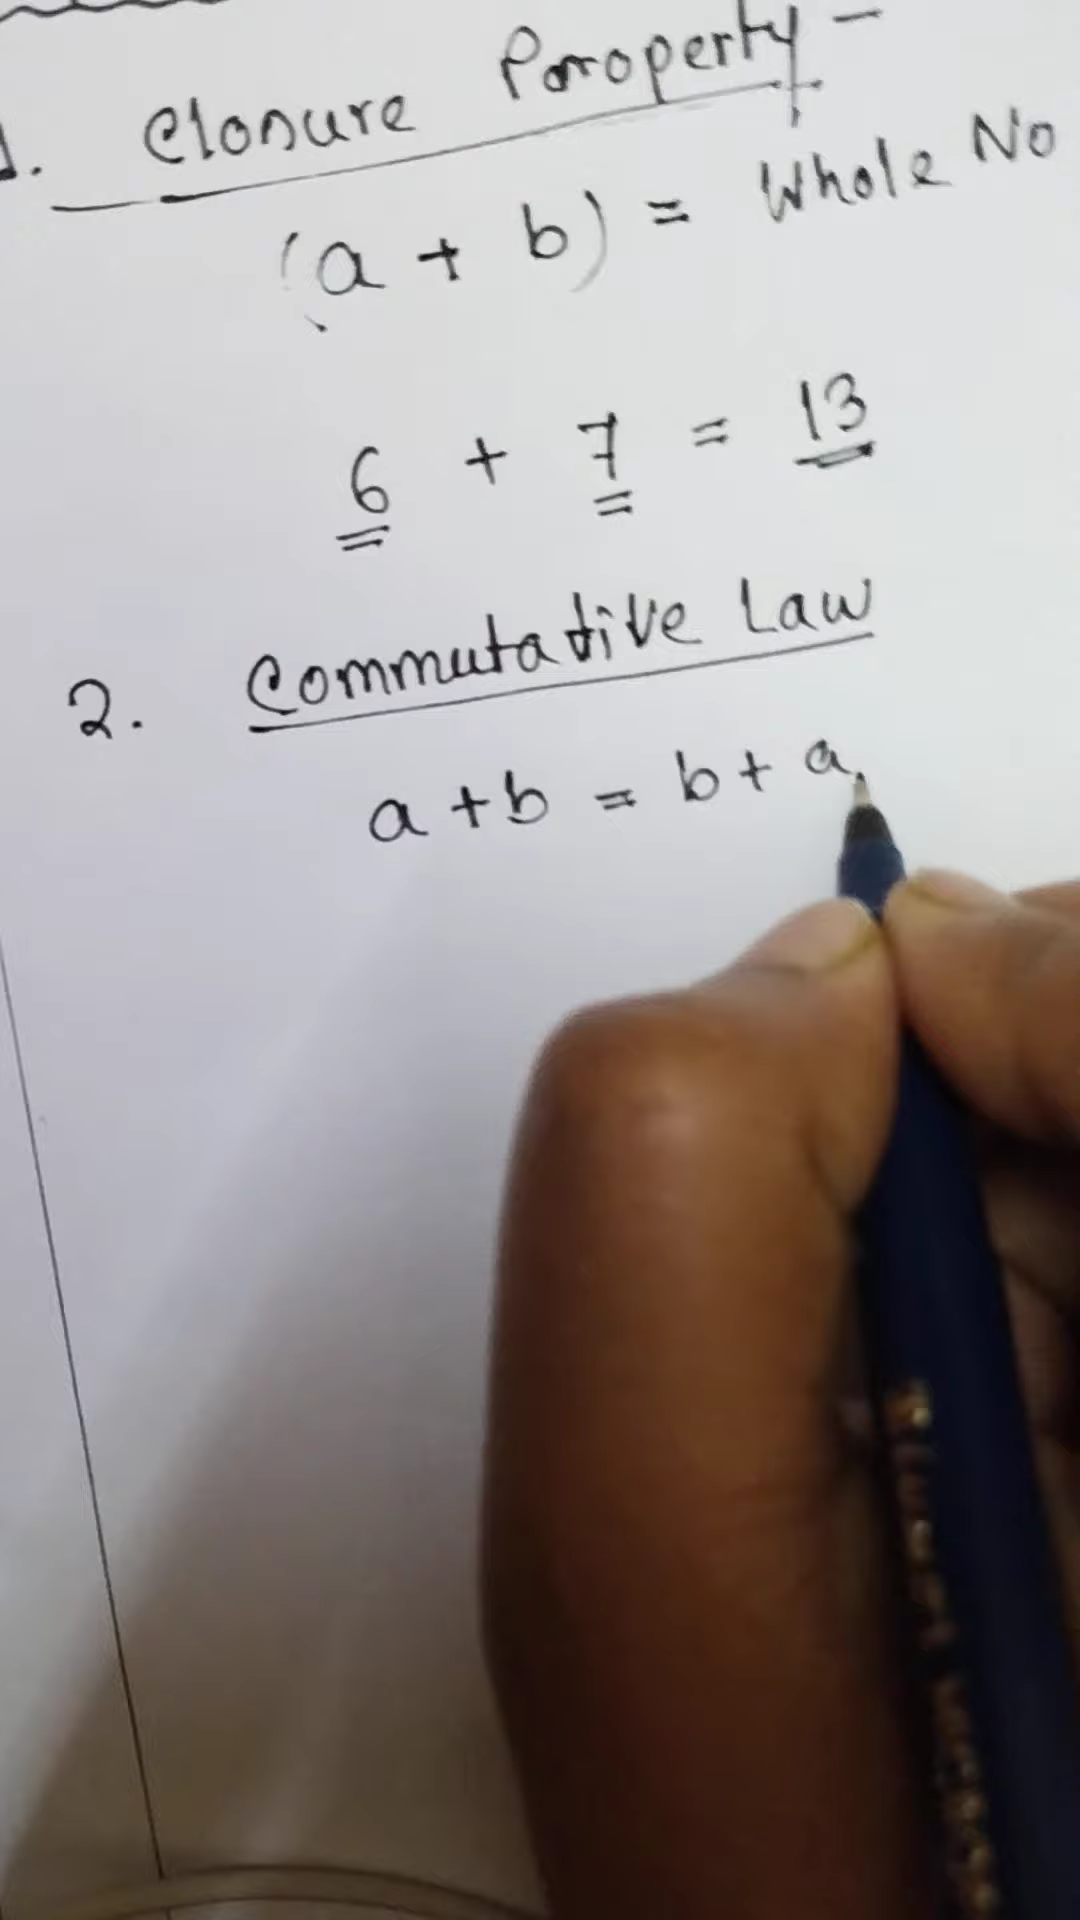 1. Closure Property -
(a + b) = Whole No
6 + 7 = 13
2. Commutative Law
a + b = b + a